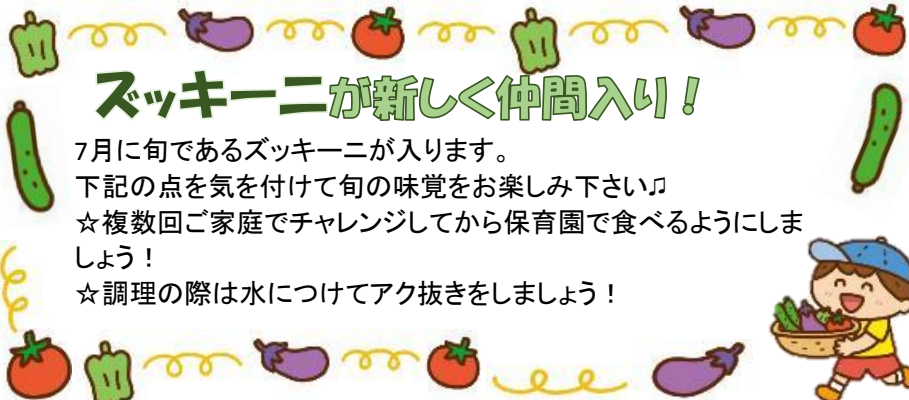 ズッキーニが新しく仲間入り！
7月に旬であるズッキーニが入ります。
下記の点を気を付けて旬の味覚をお楽しみ下さい♫
☆複数回ご家庭でチャレンジしてから保育園で食べるようにしま
しょう！
☆調理の際は水につけてアク抜きをしましょう！